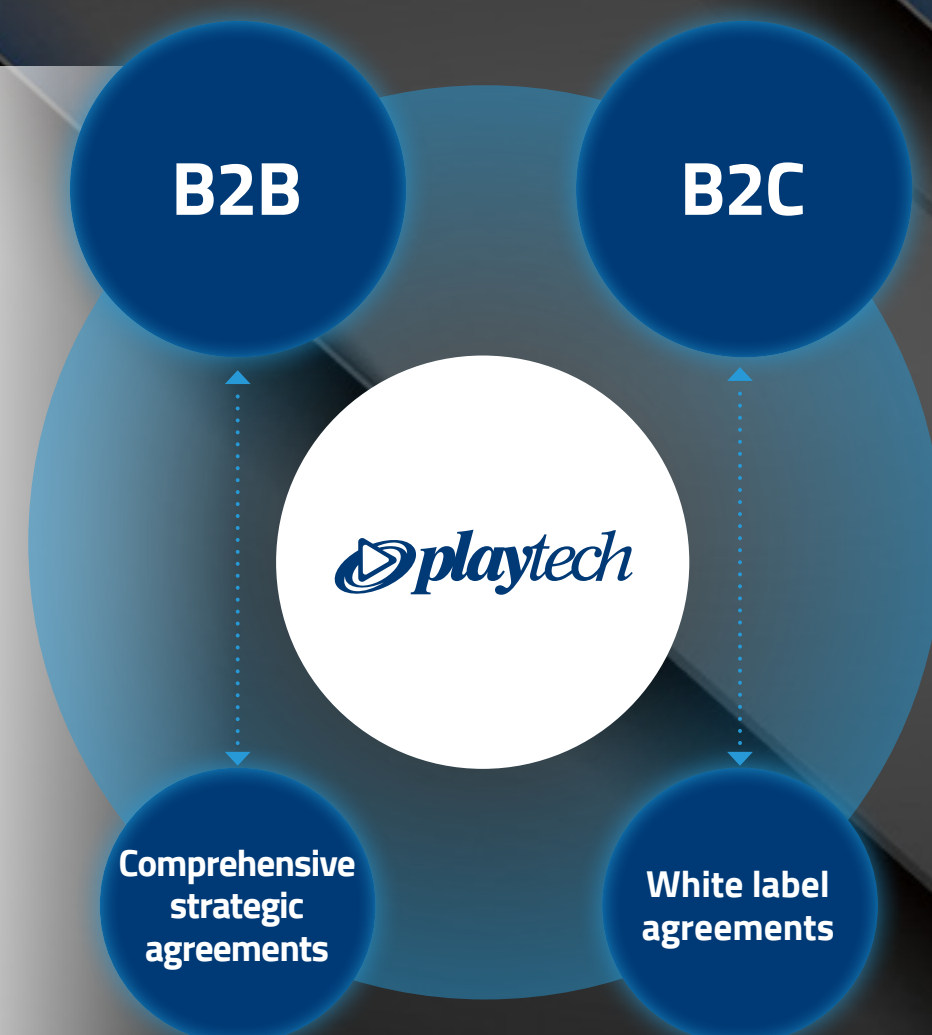 B2B
B2C
playtech
Comprehensive
strategic
agreements
White label
agreements